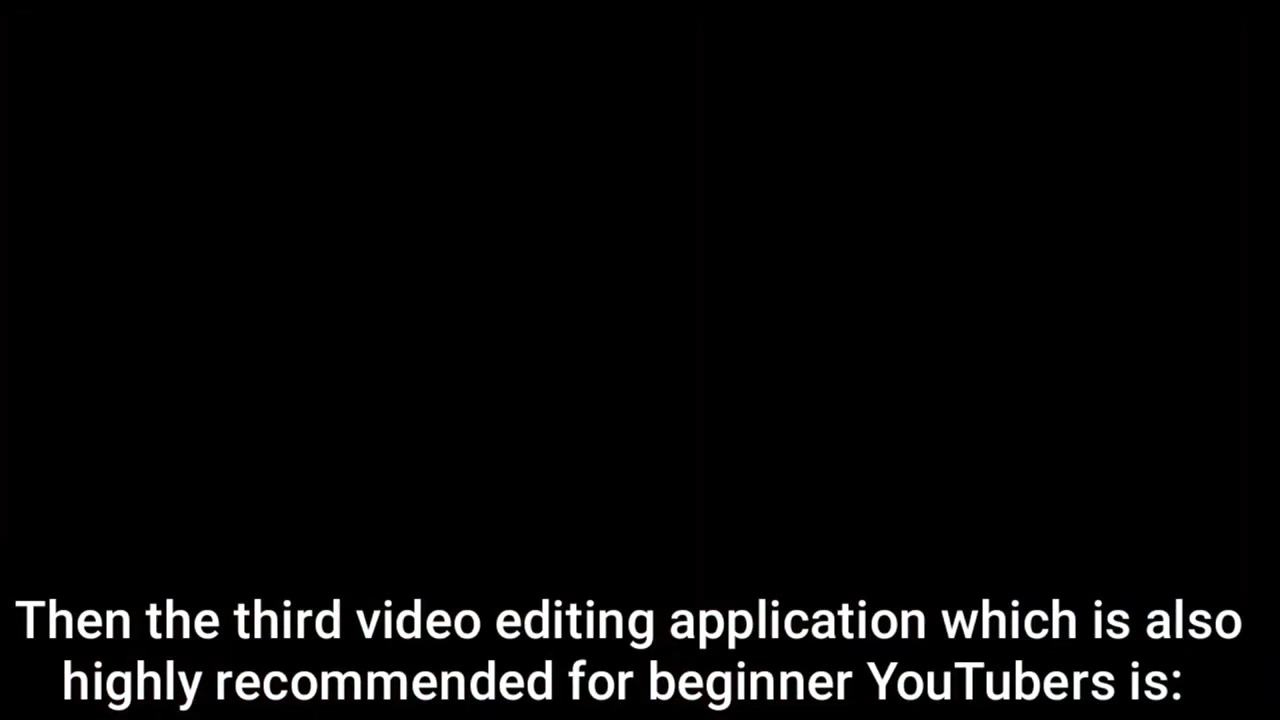 Then the third video editing application which is also
highly recommended for beginner YouTubers is: